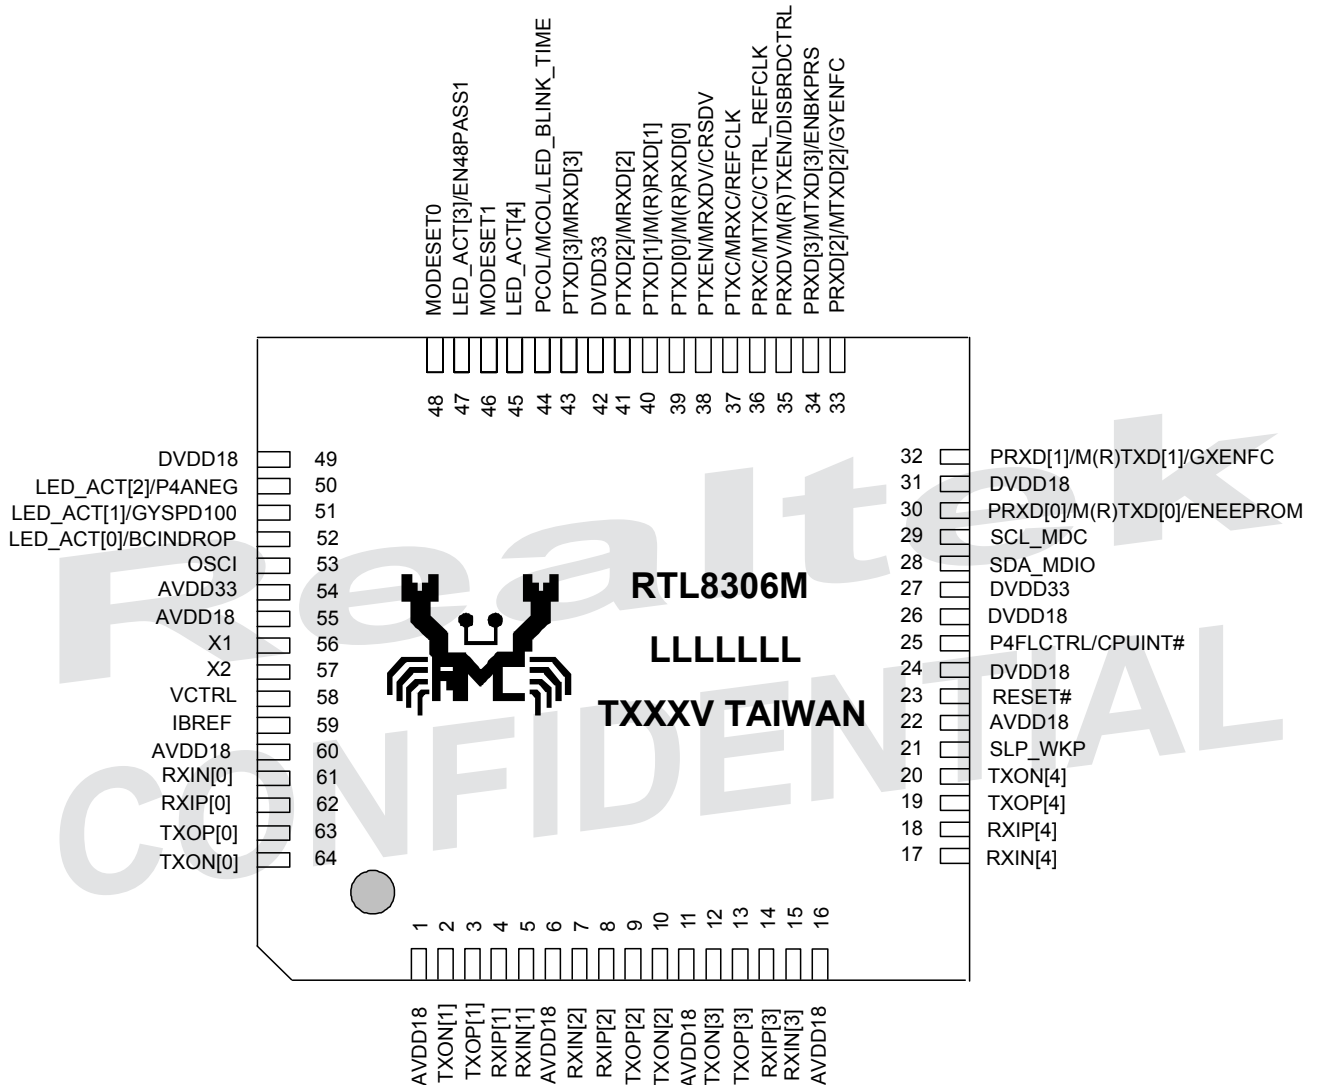 MODESET0
LED_ACT[3]/EN48PASS1
MODESET1
LED_ACT[4]
PCOL/MCOL/LED_BLINK_TIME
PTXD[3]/MRXD[3]
DVDD33
PTXD[2]/MRXD[2]
PTXD[1]/M(R)RXD[1]
PTXD[0]/M(R)RXD[0]
PTXEN/MRXDV/CRSDV
PTXC/MRXC/REFCLK
PRXC/MTXC/CTRL_REFCLK
PRXDV/M(R)TXEN/DISBRDCTRL
PRXD[3]/MTXD[3]/ENBKPRS
PRXD[2]/MTXD[2]/GYENFC
48 47 46 45 44 43 42 41 40 39 38 37 36 35 34 33
DVDD18 49
LED_ACT[2]/P4ANEG 50
LED_ACT[1]/GYSPD100 51
LED_ACT[0]/BCINDROP 52
OSCI 53
AVDD33 54
AVDD18 55
X1 56
X2 57
VCTRL 58
IBREF 59
AVDD18 60
RXIN[0] 61
RXIP[0] 62
TXOP[0] 63
TXON[0] 64
Realtek
CONFIDENTIAL
RTL8306M
LLLLLLL
TXXXV TAIWAN
32 PRXD[1]/M(R)TXD[1]/GXENFC
31 DVDD18
30 PRXD[0]/M(R)TXD[0]/ENEEPROM
29 SCL_MDC
28 SDA_MDIO
27 DVDD33
26 DVDD18
25 P4FLCTRL/CPUINT#
24 DVDD18
23 RESET#
22 AVDD18
21 SLP_WKP
20 TXON[4]
19 TXOP[4]
18 RXIP[4]
17 RXIN[4]
1 2 3 4 5 6 7 8 9 10 11 12 13 14 15 16
AVDD18
TXON[1]
TXOP[1]
RXIP[1]
RXIN[1]
AVDD18
RXIN[2]
RXIP[2]
TXOP[2]
TXON[2]
AVDD18
TXON[3]
TXOP[3]
RXIP[3]
RXIN[3]
AVDD18